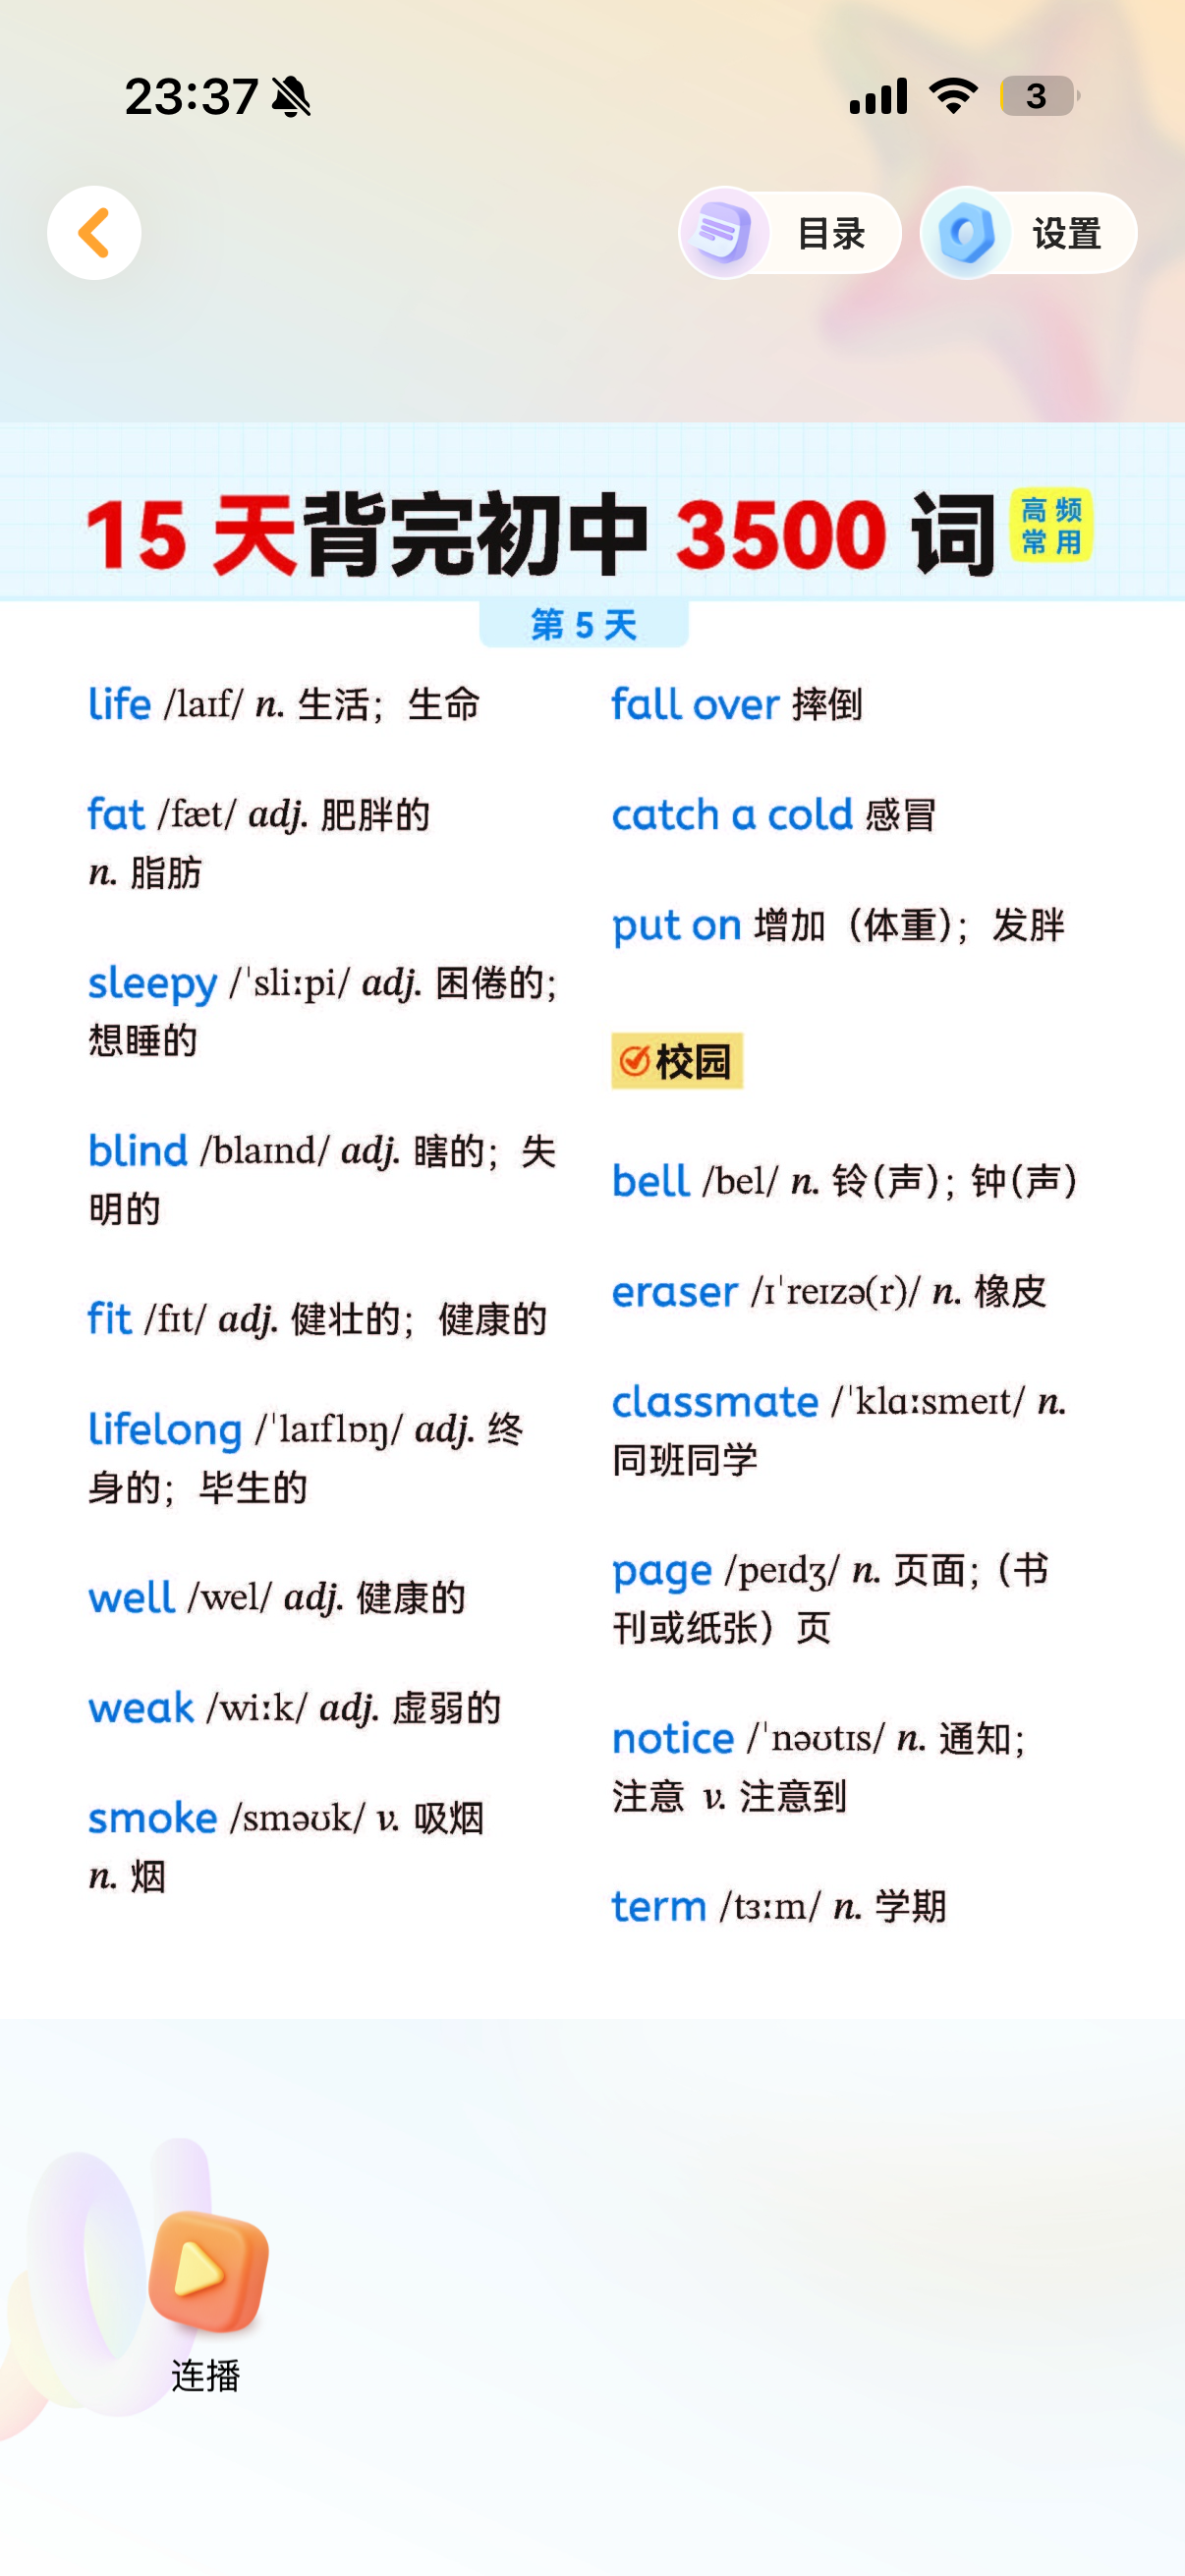 23:37
3
目录
设置
15 天背完初中 3500 词
高频
常用
第 5 天
life /laɪf/ n. 生活；生命
fat /fæt/ adj. 肥胖的
n. 脂肪
sleepy /ˈsliːpi/ adj. 困倦的；
想睡的
blind /blaɪnd/ adj. 瞎的；失
明的
fit /fɪt/ adj. 健壮的；健康的
lifelong /ˈlaɪflɒŋ/ adj. 终
身的；毕生的
well /wel/ adj. 健康的
weak /wiːk/ adj. 虚弱的
smoke /sməʊk/ v. 吸烟
n. 烟
fall over 摔倒
catch a cold 感冒
put on 增加（体重）；发胖
校园
bell /bel/ n. 铃（声）；钟（声）
eraser /ɪˈreɪzə(r)/ n. 橡皮
classmate /ˈklɑːsmeɪt/ n.
同班同学
page /peɪdʒ/ n. 页面；（书
刊或纸张）页
notice /ˈnəʊtɪs/ n. 通知；
注意 v. 注意到
term /tɜːm/ n. 学期
连播